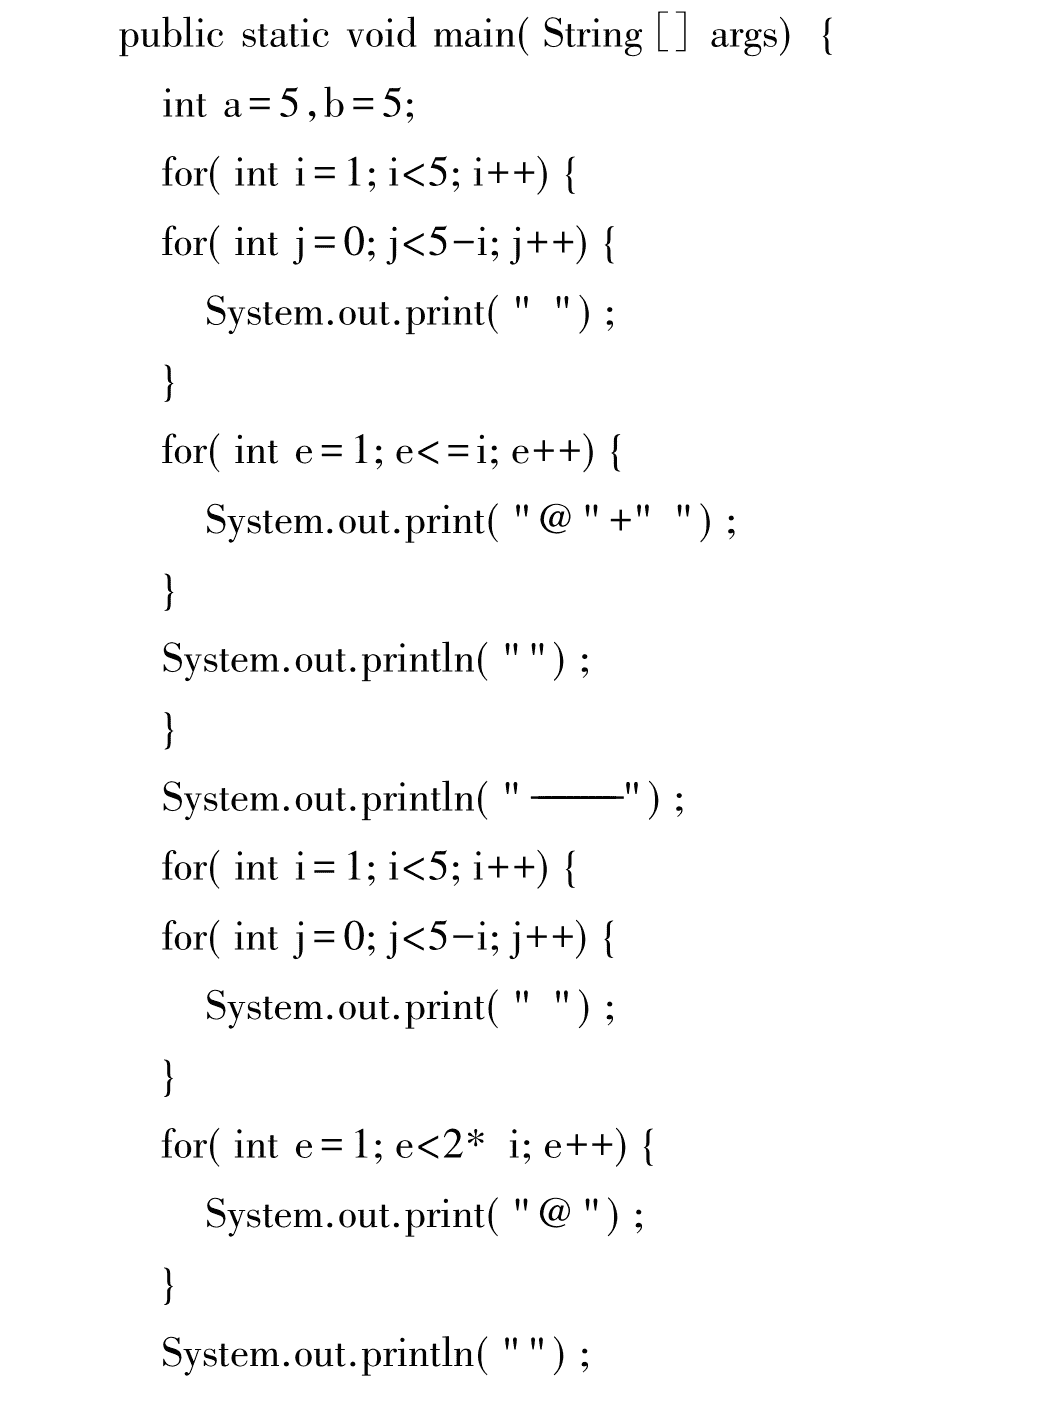 public static void main( String [] args) {
int a=5,b=5;
for( int i=1; i<5; i++) {
for( int j=0; j<5-i; j++) {
System.out.print( " ") ;
}
for( int e=1; e<=i; e++) {
System.out.print( "@"+" ") ;
}
System.out.println( "") ;
}
System.out.println( "——") ;
for( int i=1; i<5; i++) {
for( int j=0; j<5-i; j++) {
System.out.print( " ") ;
}
for( int e=1; e<2* i; e++) {
System.out.print( "@") ;
}
System.out.println( "") ;